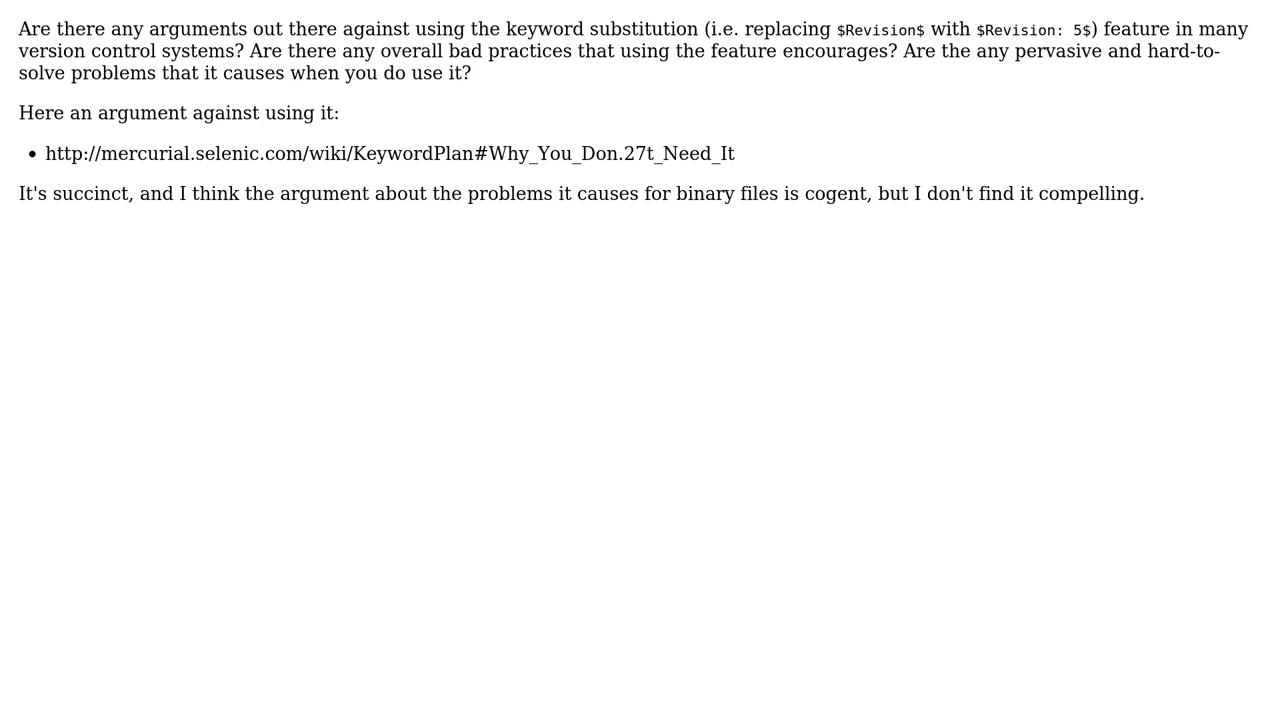 Are there any arguments out there against using the keyword substitution (i.e. replacing $Revision$ with $Revision: 5$) feature in many
version control systems? Are there any overall bad practices that using the feature encourages? Are the any pervasive and hard-to-
solve problems that it causes when you do use it?
Here an argument against using it:
• http://mercurial.selenic.com/wiki/KeywordPlan#Why_You_Don.27t_Need_It
It's succinct, and I think the argument about the problems it causes for binary files is cogent, but I don't find it compelling.